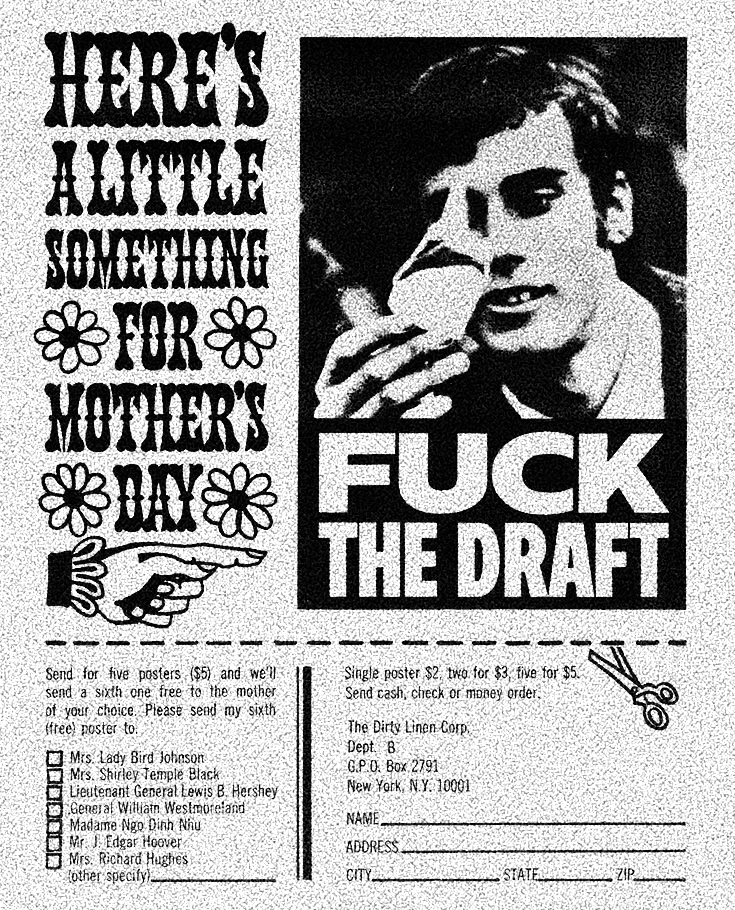 HERE'S
A LITTLE
SOMETHING
FOR
MOTHER'S
DAY
FUCK
THE DRAFT
Send for five posters ($5) and we'll
send a sixth one free to the mother
of your choice. Please send my sixth
(free) poster to:
Mrs. Lady Bird Johnson
Mrs. Shirley Temple Black
Lieutenant General Lewis B. Hershey
General William Westmoreland
Madame Ngo Dinh Nhu
Mr. J. Edgar Hoover
Mrs. Richard Hughes
(other specify)
Single poster $2, two for $3, five for $5.
Send cash, check or money order.
The Dirty Linen Corp.
Dept. B
G.P.O. Box 2791
New York, N.Y. 10001
NAME
ADDRESS
CITY STATE ZIP